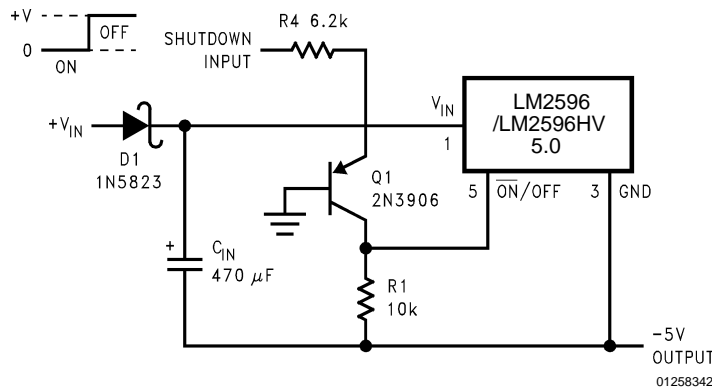 +V
OFF
0
ON
SHUTDOWN
INPUT
R4 6.2k
+VIN
D1
1N5823
VIN
1
LM2596
/LM2596HV
5.0
Q1
2N3906
5
ON/OFF
3
GND
+
CIN
470 μF
R1
10k
–5V
OUTPUT
01258342